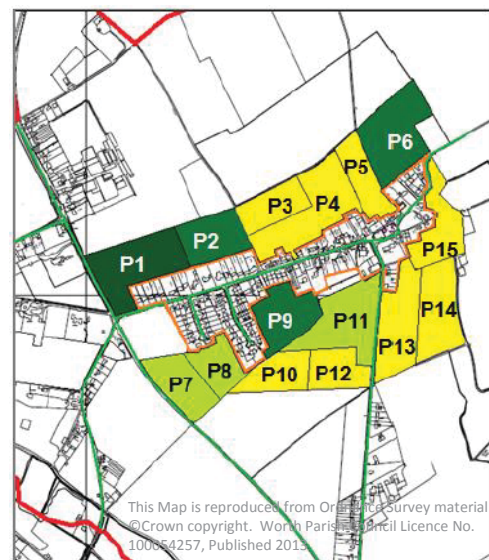 P6
P5
P3
P4
P2
P1
P15
P9
P11
P14
P13
P8
P7
P10
P12
This Map is reproduced from Ordnance Survey material
©Crown copyright. Worth Parish Council Licence No.
100054257, Published 2013